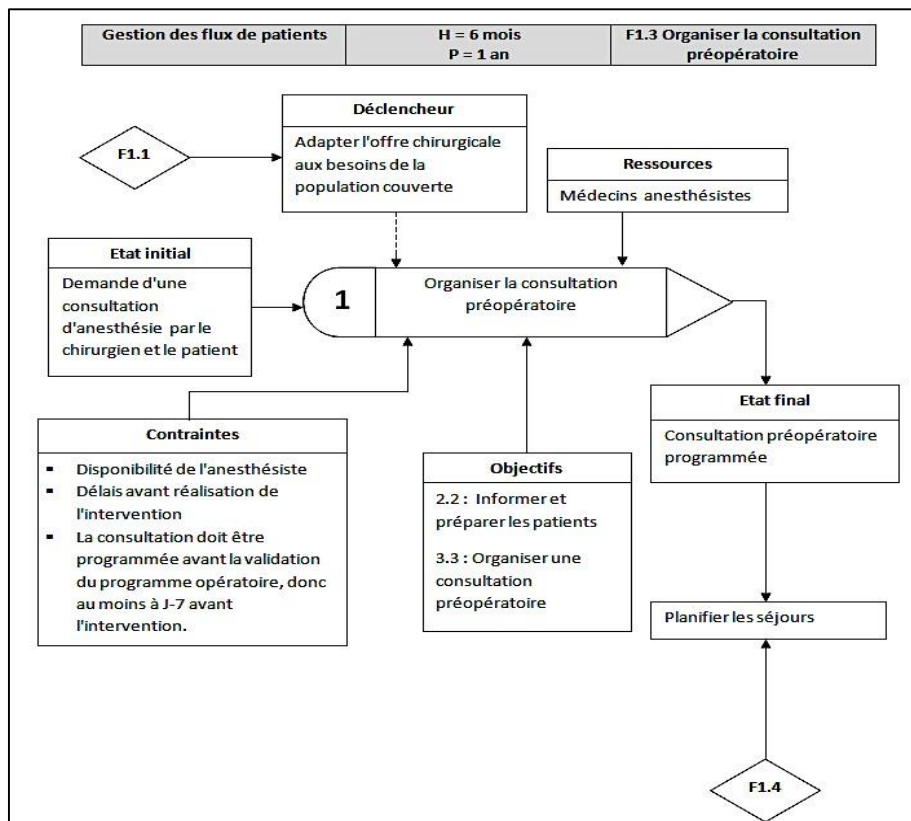 Gestion des flux de patients
H = 6 mois
P = 1 an
F1.3 Organiser la consultation
préopératoire
Déclencheur
Adapter l'offre chirurgicale
aux besoins de la
population couverte
F1.1
Ressources
Médecins anesthésistes
Etat initial
Demande d'une
consultation
d'anesthésie par le
chirurgien et le patient
1
Organiser la consultation
préopératoire
Etat final
Consultation préopératoire
programmée
Contraintes
▪ Disponibilité de l'anesthésiste
▪ Délais avant réalisation de
l'intervention
▪ La consultation doit être
programmée avant la validation
du programme opératoire, donc
au moins à J-7 avant
l'intervention.
Objectifs
2.2 : Informer et
préparer les patients
3.3 : Organiser une
consultation
préopératoire
Planifier les séjours
F1.4